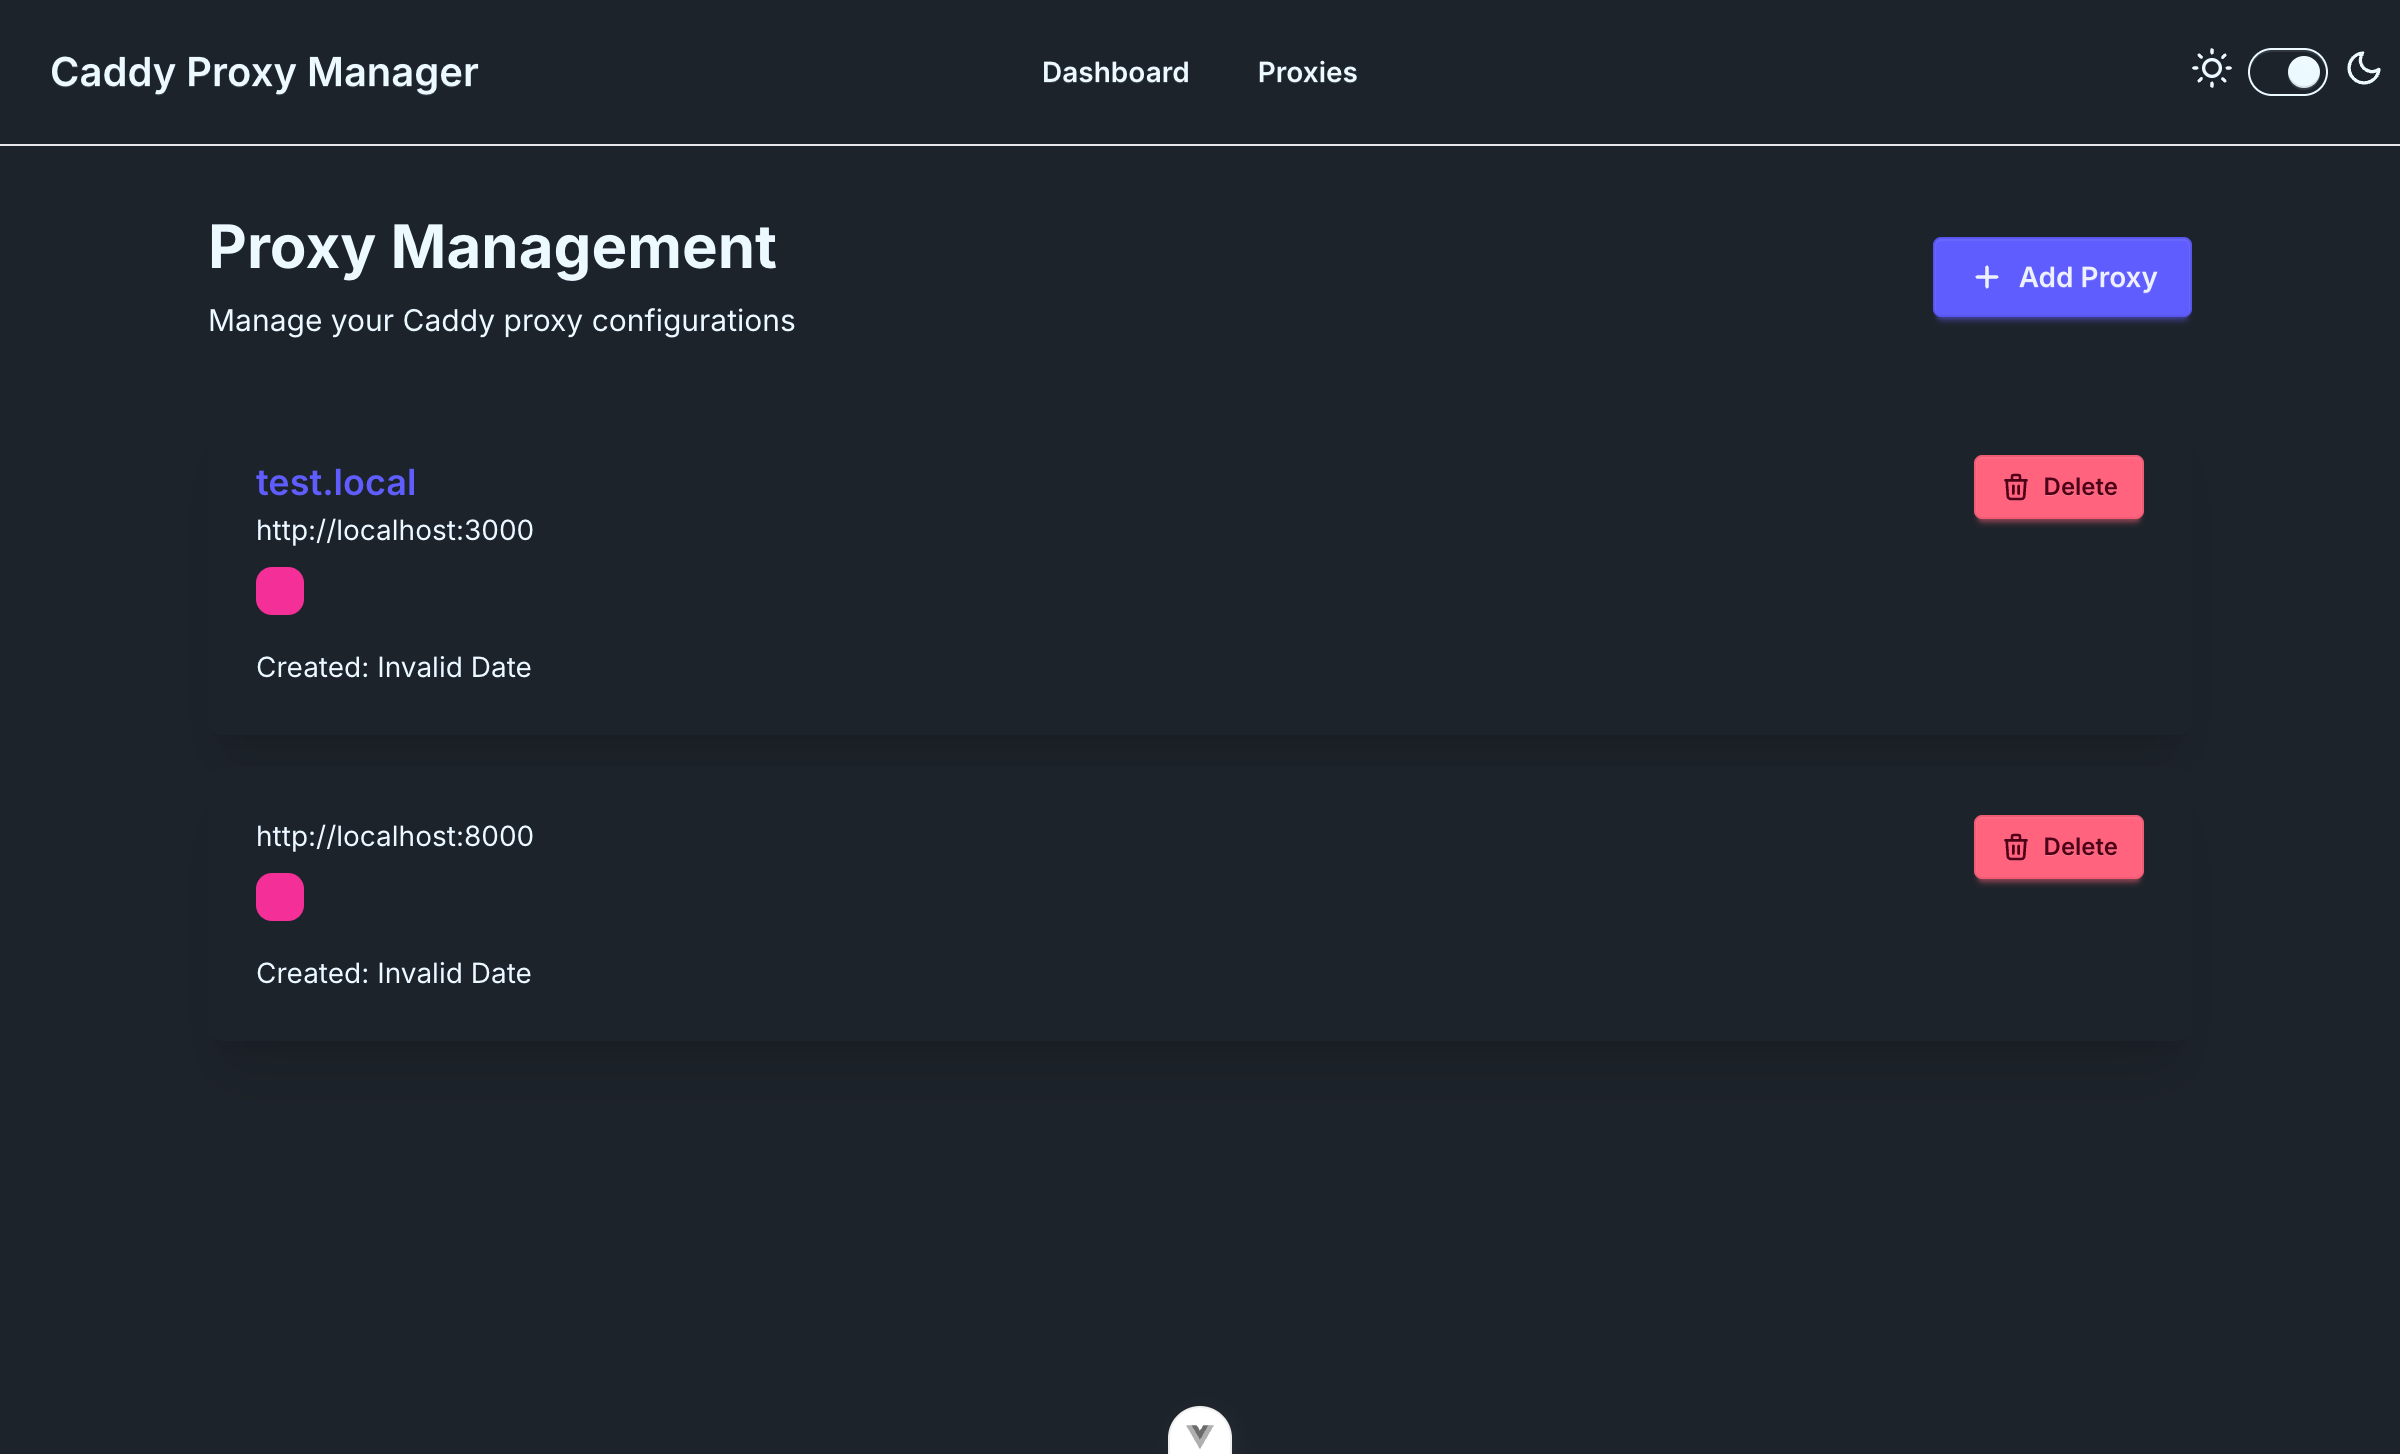 Caddy Proxy Manager
Dashboard
Proxies
Proxy Management
Manage your Caddy proxy configurations
Add Proxy
test.local
http://localhost:3000
Created: Invalid Date
Delete
http://localhost:8000
Created: Invalid Date
Delete